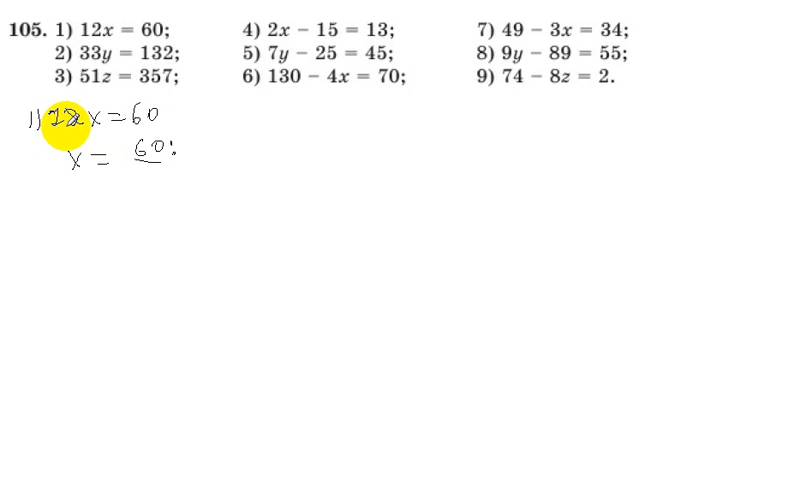 105. 1) 12x = 60; 4) 2x − 15 = 13; 7) 49 − 3x = 34;
2) 33y = 132; 5) 7y − 25 = 45; 8) 9y − 89 = 55;
3) 51z = 357; 6) 130 − 4x = 70; 9) 74 − 8z = 2.
1) 12x = 60
x = 60: